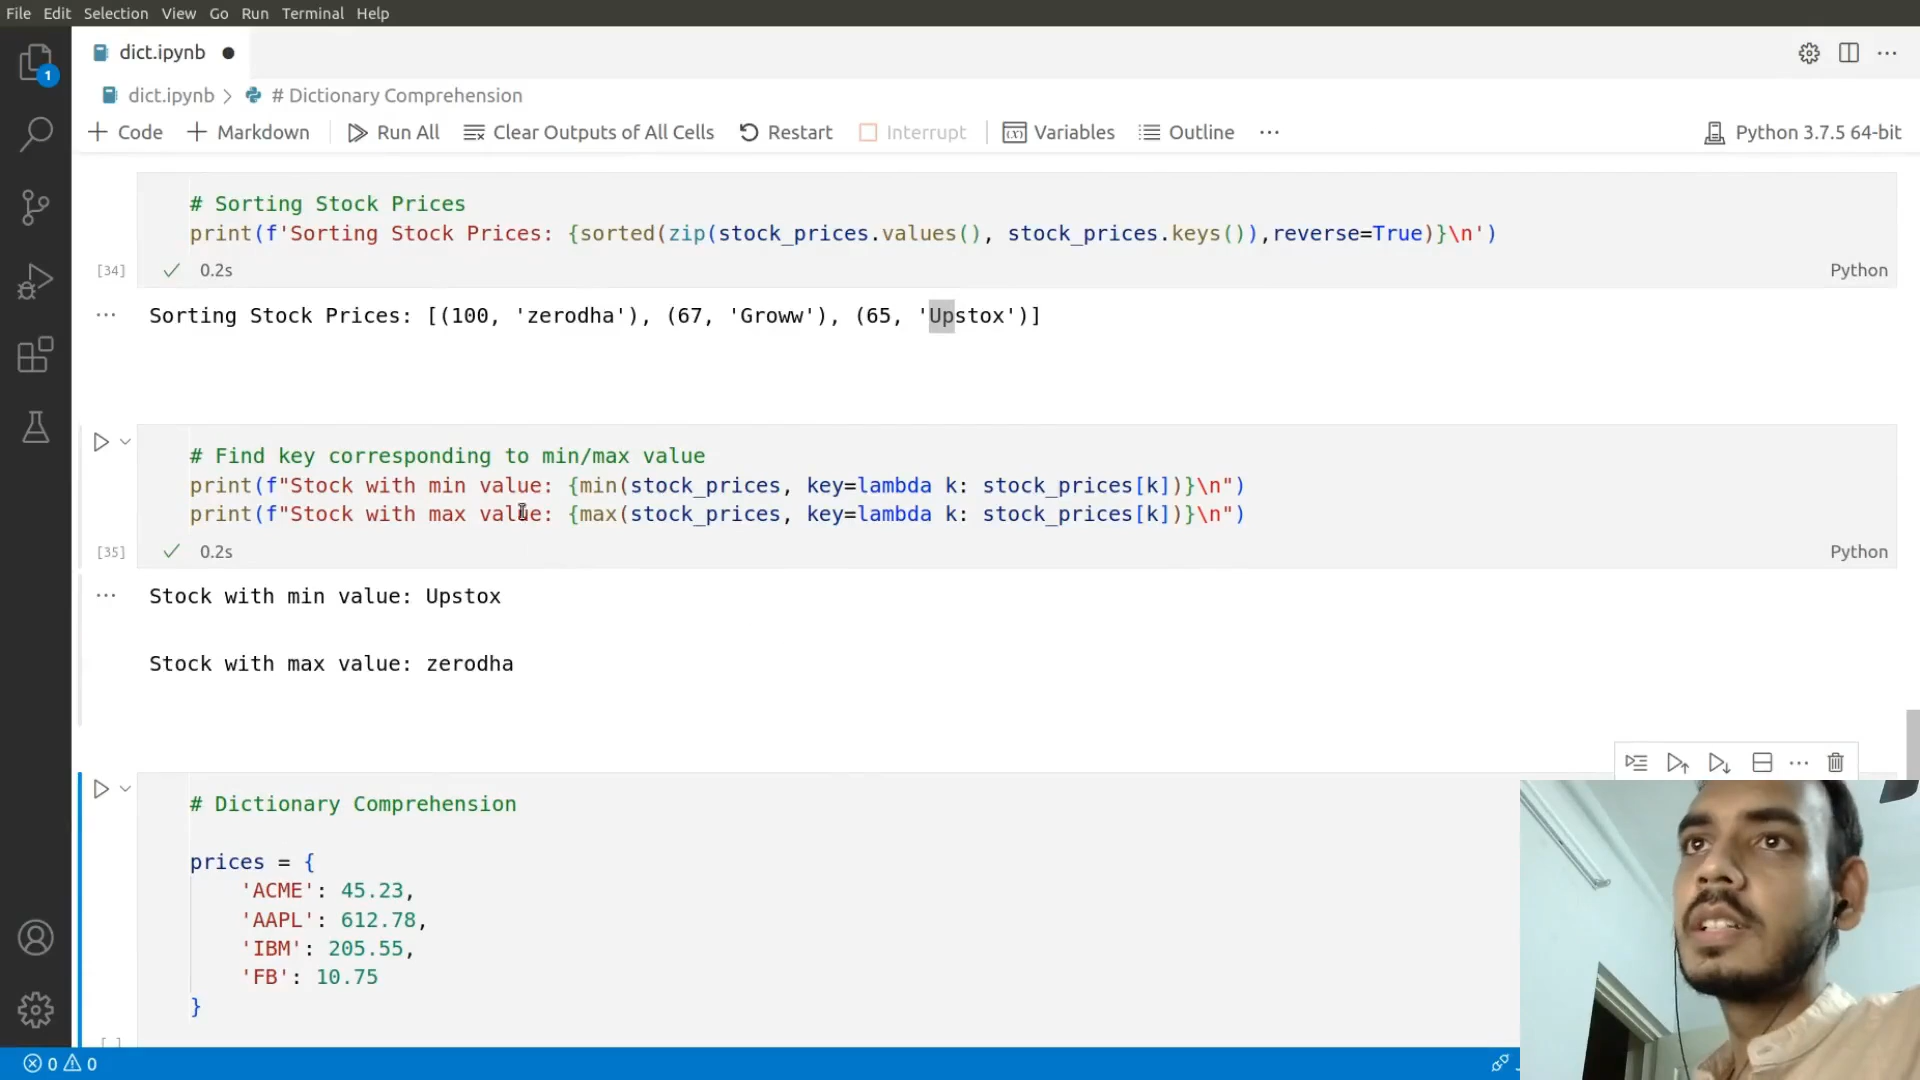 File Edit Selection View Go Run Terminal Help
dict.ipynb
1
dict.ipynb > # Dictionary Comprehension
+ Code + Markdown Run All Clear Outputs of All Cells Restart Interrupt (x) Variables Outline ... Python 3.7.5 64-bit
# Sorting Stock Prices
print(f'Sorting Stock Prices: {sorted(zip(stock_prices.values(), stock_prices.keys()),reverse=True)}\n')
[34] ✓ 0.2s Python
... Sorting Stock Prices: [(100, 'zerodha'), (67, 'Groww'), (65, 'Upstox')]
# Find key corresponding to min/max value
print(f"Stock with min value: {min(stock_prices, key=lambda k: stock_prices[k])}\n")
print(f"Stock with max value: {max(stock_prices, key=lambda k: stock_prices[k])}\n")
[35] ✓ 0.2s Python
... Stock with min value: Upstox
Stock with max value: zerodha
# Dictionary Comprehension
prices = {
'ACME': 45.23,
'AAPL': 612.78,
'IBM': 205.55,
'FB': 10.75
}
[ ]
0 0